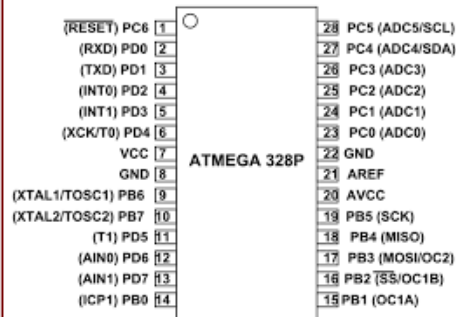 (RESET) PC6 1
(RXD) PD0 2
(TXD) PD1 3
(INT0) PD2 4
(INT1) PD3 5
(XCK/T0) PD4 6
VCC 7
GND 8
(XTAL1/TOSC1) PB6 9
(XTAL2/TOSC2) PB7 10
(T1) PD5 11
(AIN0) PD6 12
(AIN1) PD7 13
(ICP1) PB0 14
ATMEGA 328P
28 PC5 (ADC5/SCL)
27 PC4 (ADC4/SDA)
26 PC3 (ADC3)
25 PC2 (ADC2)
24 PC1 (ADC1)
23 PC0 (ADC0)
22 GND
21 AREF
20 AVCC
19 PB5 (SCK)
18 PB4 (MISO)
17 PB3 (MOSI/OC2)
16 PB2 (SS/OC1B)
15 PB1 (OC1A)